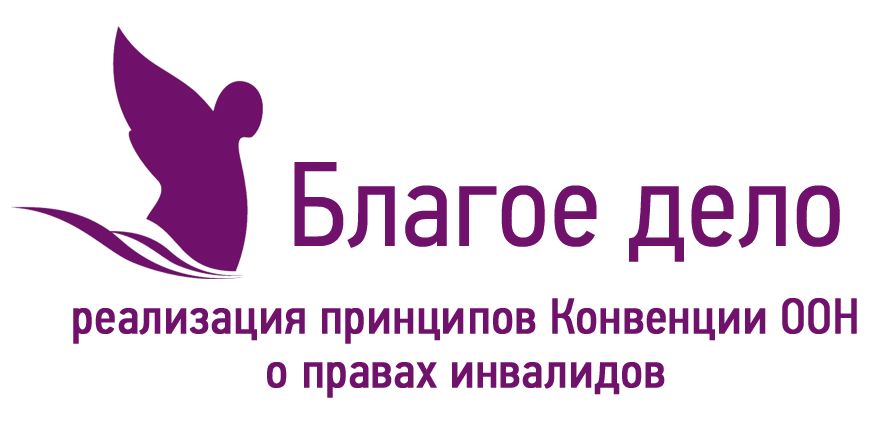 Благое дело
реализация принципов Конвенции ООН
о правах инвалидов